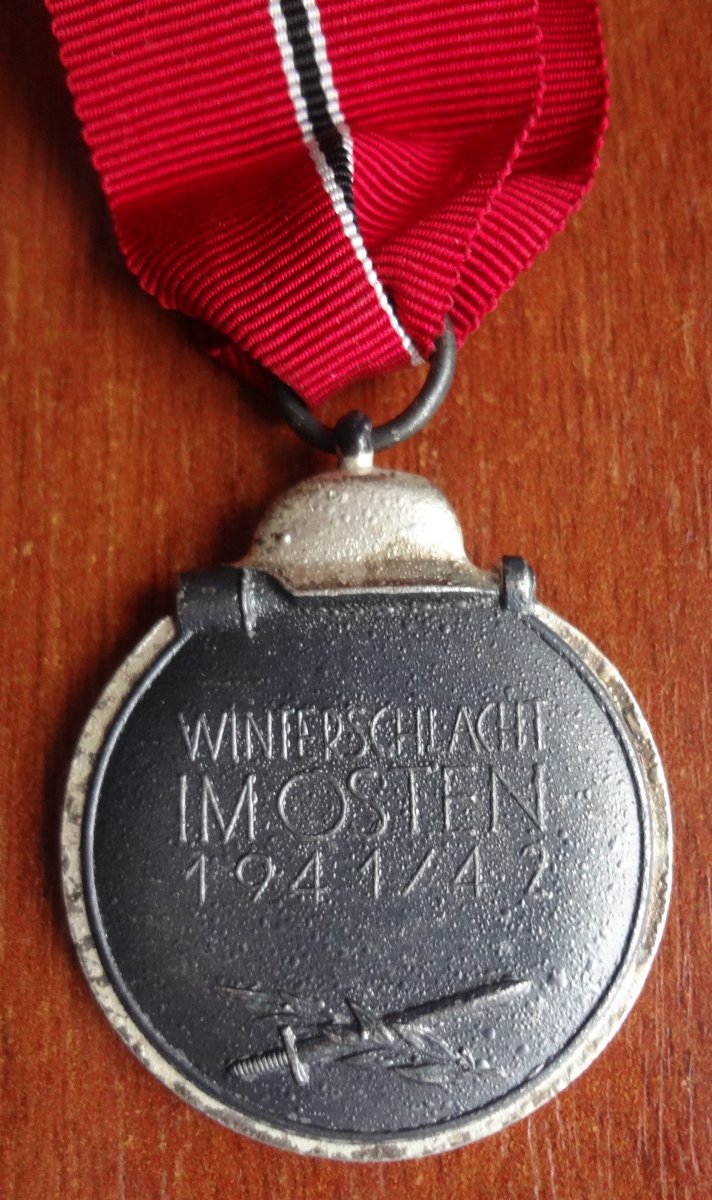 WINTERSCHLACHT
IM OSTEN
1941/42